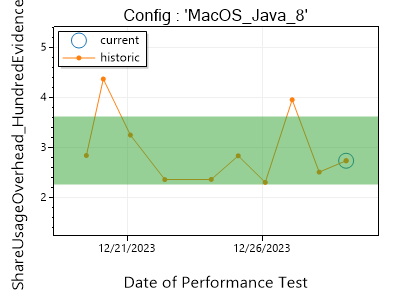 Config : 'MacOS_Java_8'
current
historic
5
4
3
2
12/21/2023
12/26/2023
Date of Performance Test
ShareUsageOverhead_HundredEvidence